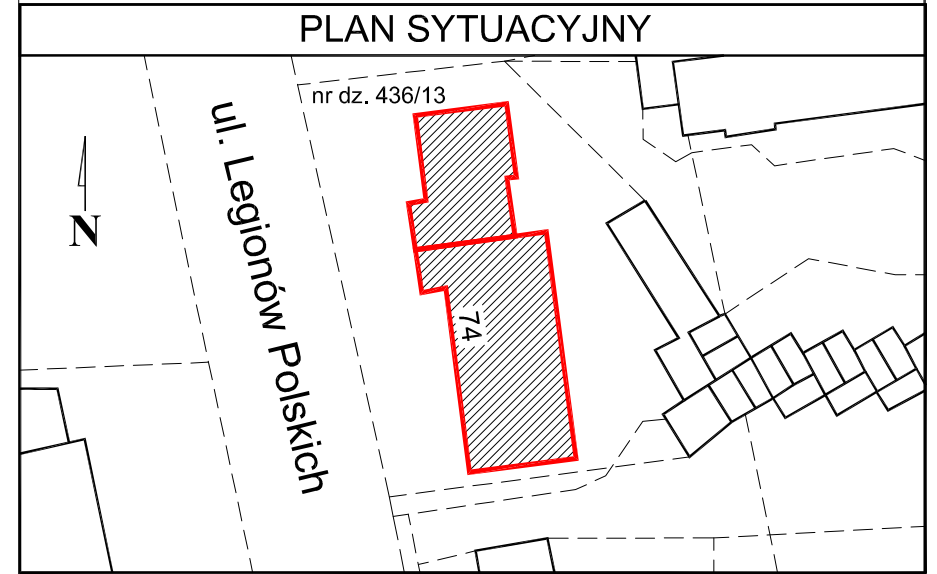 PLAN SYTUACYJNY
nr dz. 436/13
ul. Legionów Polskich
N
74